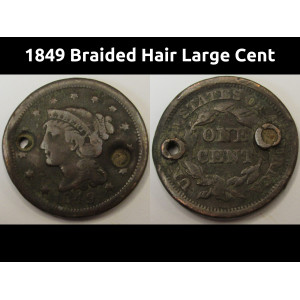 1849 Braided Hair Large Cent
STATES OF
ONE
CENT